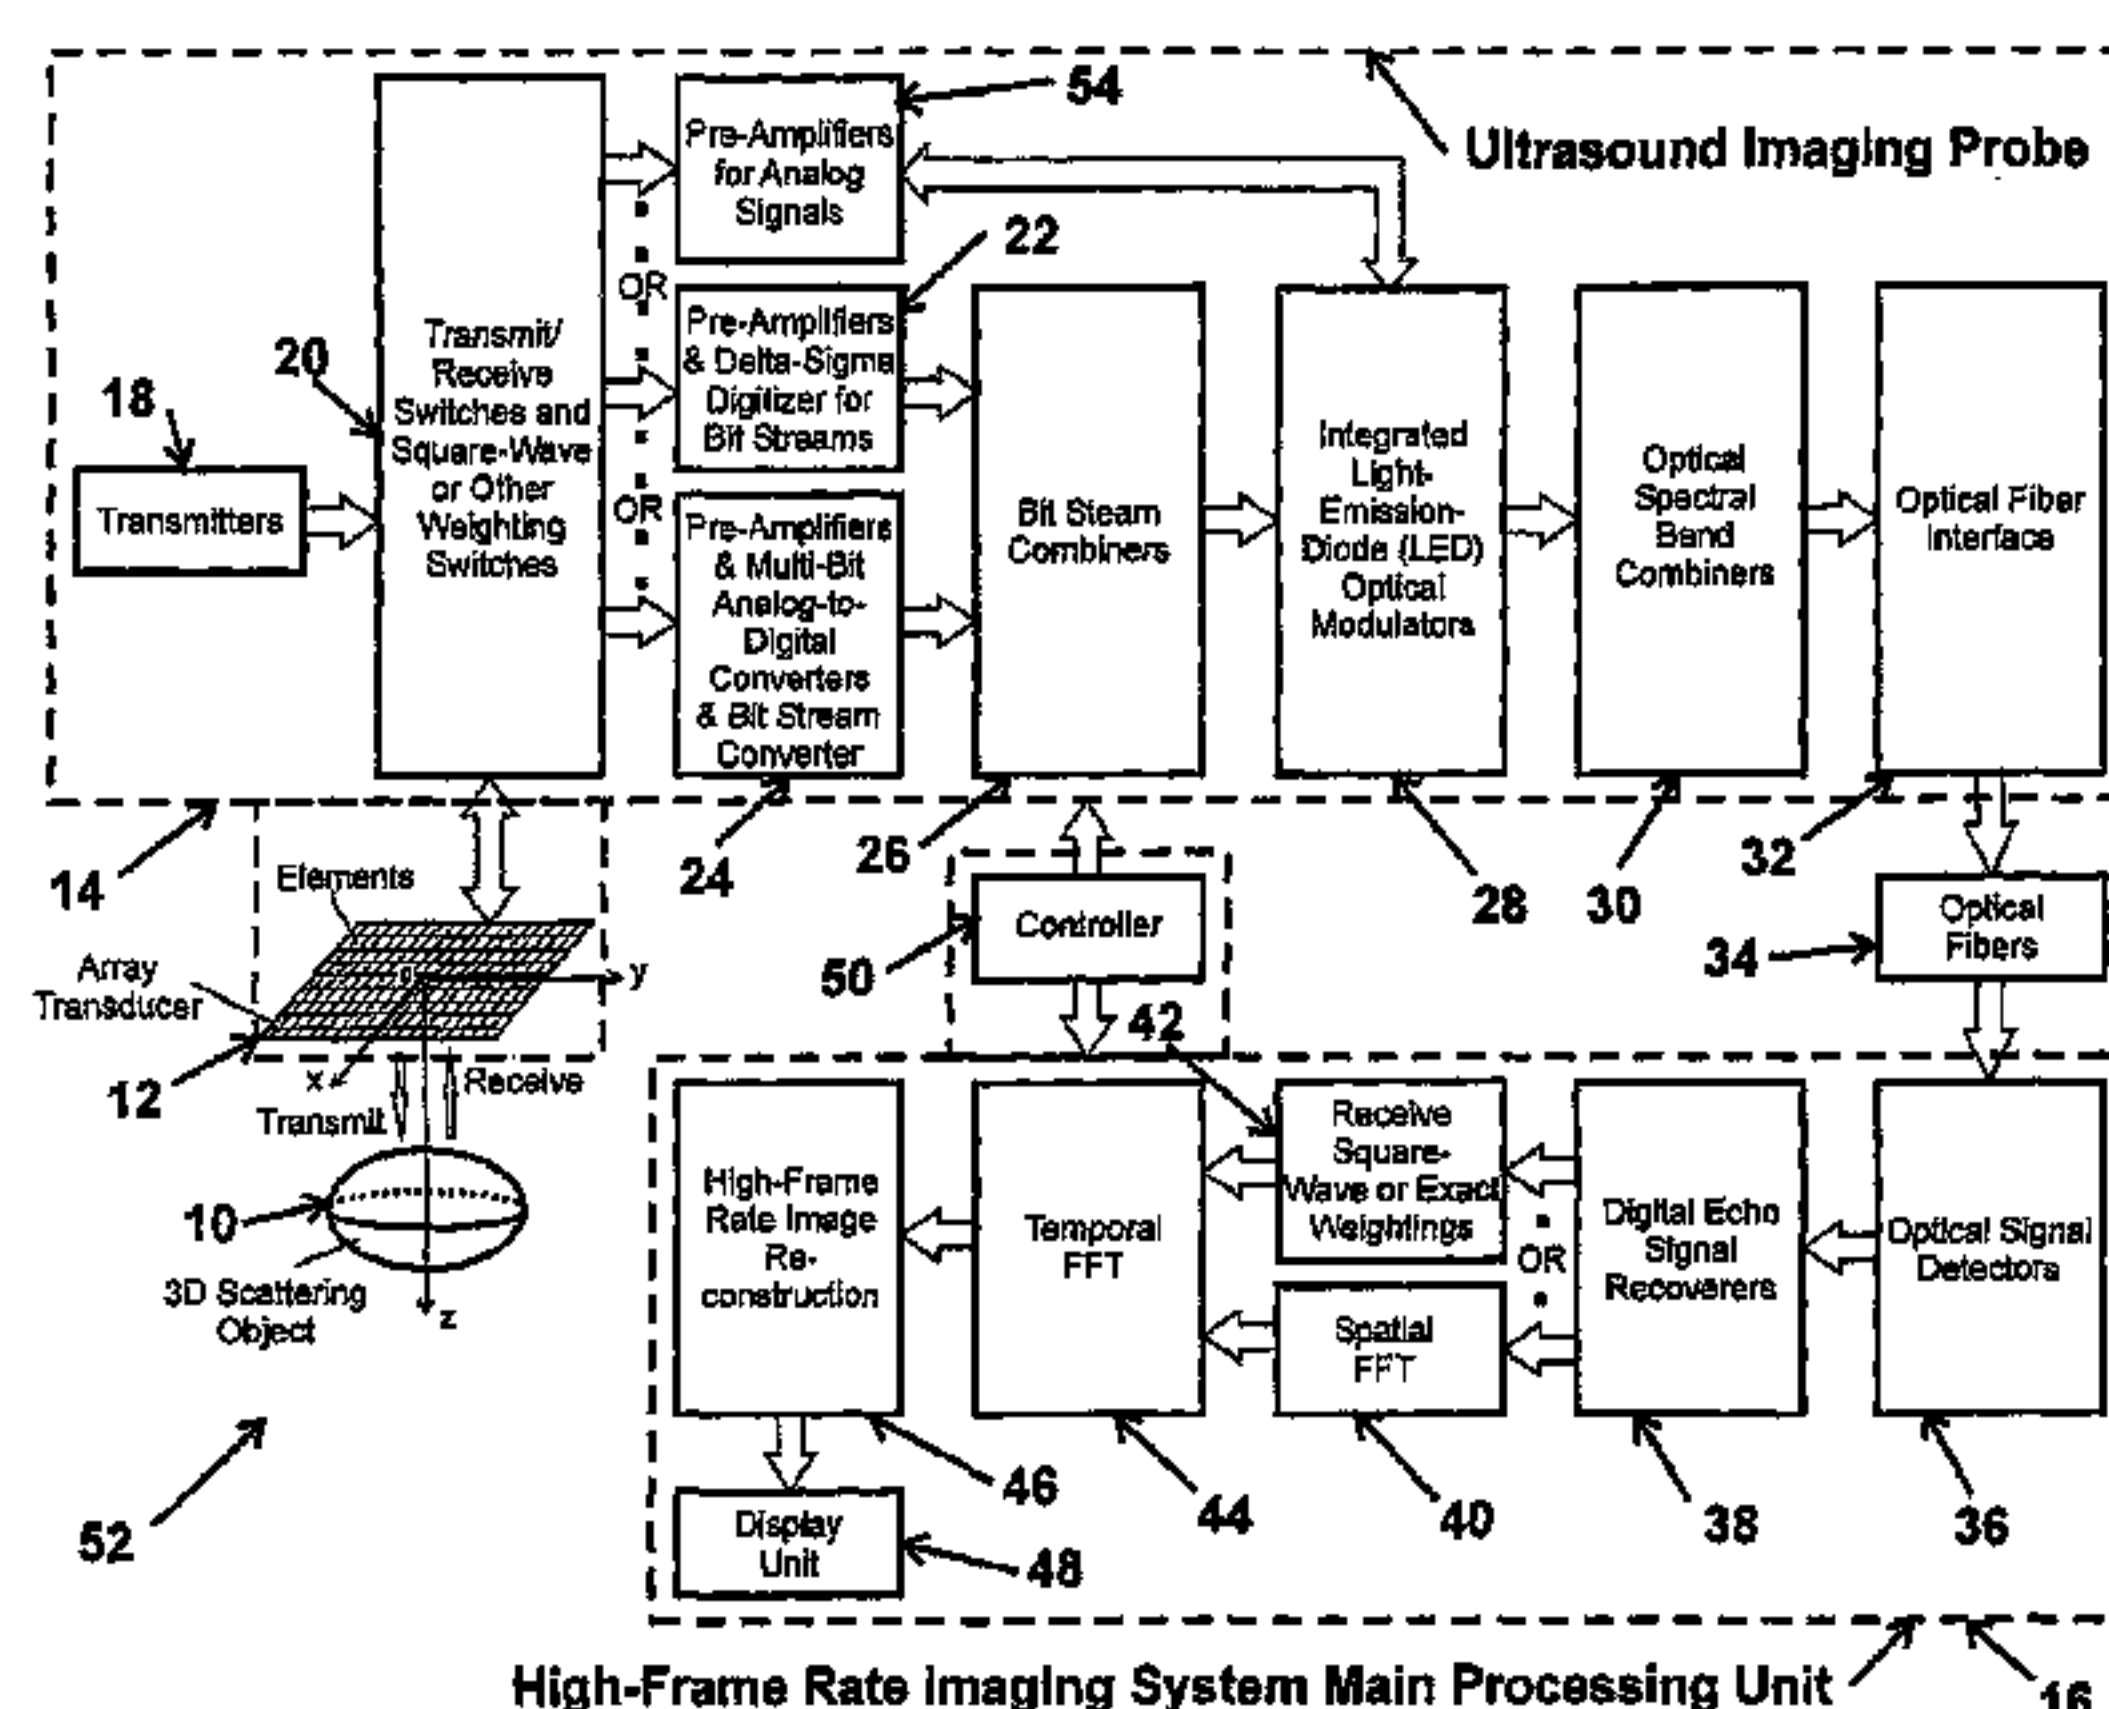 54
Ultrasound Imaging Probe
Pre-Amplifiers
for Analog
Signals
22
OR
Pre-Amplifiers
& Delta-Sigma
Digitizer for
Bit Streams
OR
Pre-Amplifiers
& Multi-Bit
Analog-to-
Digital
Converters
& Bit Stream
Converter
20
18
Transmitters
Transmit/
Receive
Switches and
Square-Wave
or Other
Weighting
Switches
Bit Steam
Combiners
Integrated
Light-
Emission-
Diode (LED)
Optical
Modulators
Optical
Spectral
Band
Combiners
Optical Fiber
Interface
14
24
26
28
30
32
Elements
Array
Transducer
0
y
x
12
Transmit
Receive
10
3D Scattering
Object
z
52
50
Controller
42
34
Optical
Fibers
High-Frame
Rate Image
Re-
construction
Temporal
FFT
Receive
Square-
Wave or Exact
Weightings
OR
Spatial
FFT
Digital Echo
Signal
Recoverers
Optical Signal
Detectors
46
44
40
38
36
Display
Unit
48
High-Frame Rate Imaging System Main Processing Unit
16